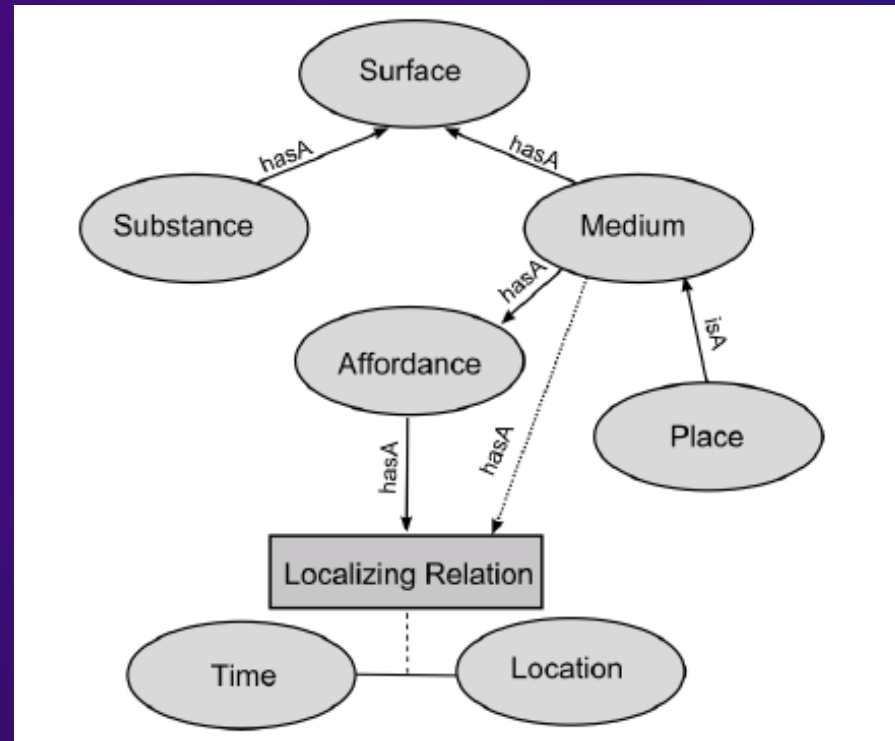 Surface
hasA
hasA
Substance
Medium
hasA
Affordance
isA
hasA
hasA
Place
Localizing Relation
Time
Location